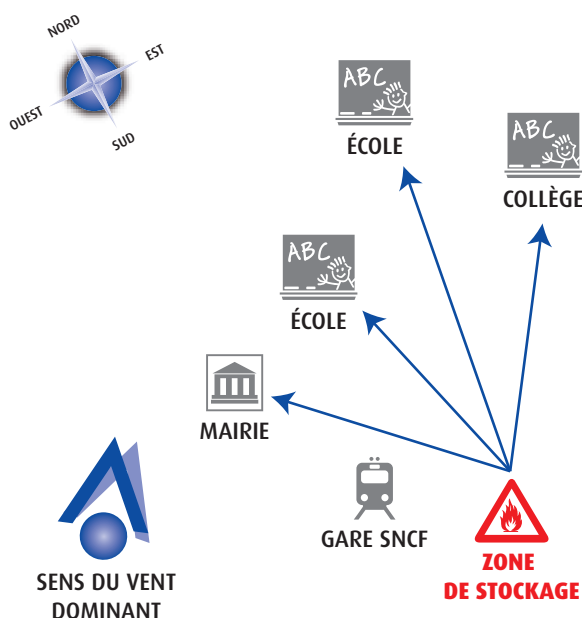 NORD
EST
OUEST
SUD
ABC
ÉCOLE
ABC
COLLÈGE
ABC
ÉCOLE
MAIRIE
GARE SNCF
ZONE
DE STOCKAGE
SENS DU VENT
DOMINANT